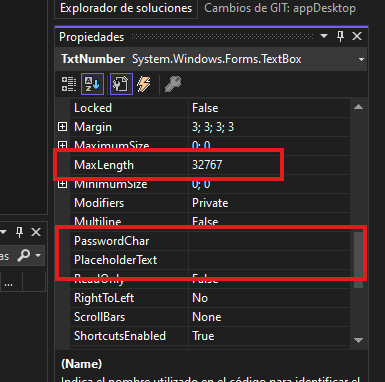 Explorador de soluciones Cambios de GIT: appDesktop
Propiedades
TxtNumber System.Windows.Forms.TextBox
Locked False
Margin 3; 3; 3; 3
MaximumSize 0; 0
MaxLength 32767
MinimumSize 0; 0
Modifiers Private
Multiline False
PasswordChar
as
PlaceholderText
ReadOnly False
...
RightToLeft No
ScrollBars None
ShortcutsEnabled True
(Name)
Indica el nombre utilizado en el código para identificar el